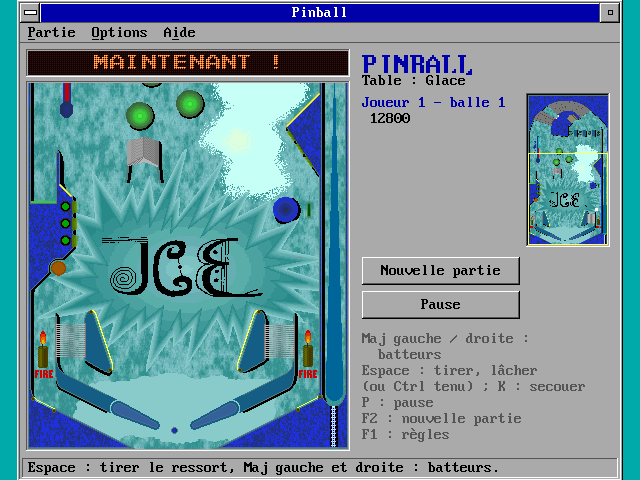 Pinball
Partie Options Aide
MAINTENANT !
PINBALL
Table : Glace
Joueur 1 - balle 1
12800
ICE
FIRE
FIRE
Nouvelle partie
Pause
Maj gauche / droite :
batteurs
Espace : tirer, lâcher
(ou Ctrl tenu) ; K : secouer
P : pause
F2 : nouvelle partie
F1 : règles
Espace : tirer le ressort, Maj gauche et droite : batteurs.